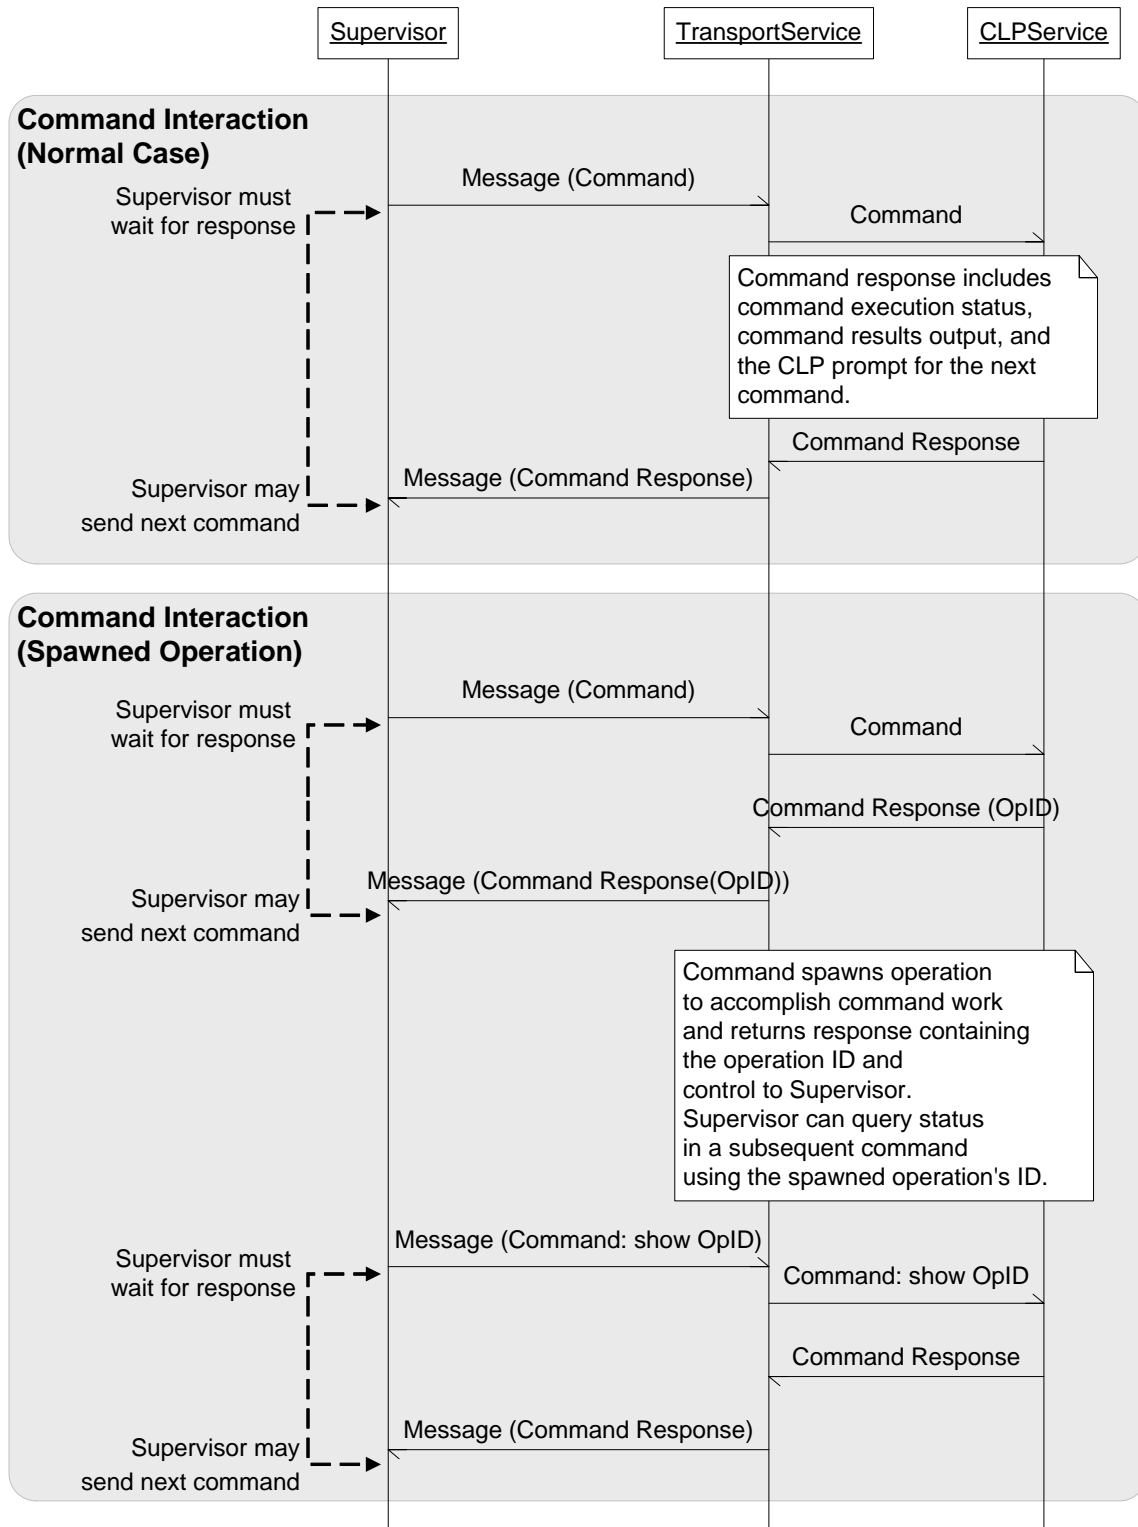 Supervisor
TransportService
CLPService
Command Interaction
(Normal Case)
Message (Command)
Supervisor must
wait for response
Command
Command response includes
command execution status,
command results output, and
the CLP prompt for the next
command.
Command Response
Message (Command Response)
Supervisor may
send next command
Command Interaction
(Spawned Operation)
Message (Command)
Supervisor must
wait for response
Command
Command Response (OpID)
Message (Command Response(OpID))
Supervisor may
send next command
Command spawns operation
to accomplish command work
and returns response containing
the operation ID and
control to Supervisor.
Supervisor can query status
in a subsequent command
using the spawned operation's ID.
Message (Command: show OpID)
Supervisor must
wait for response
Command: show OpID
Command Response
Message (Command Response)
Supervisor may
send next command